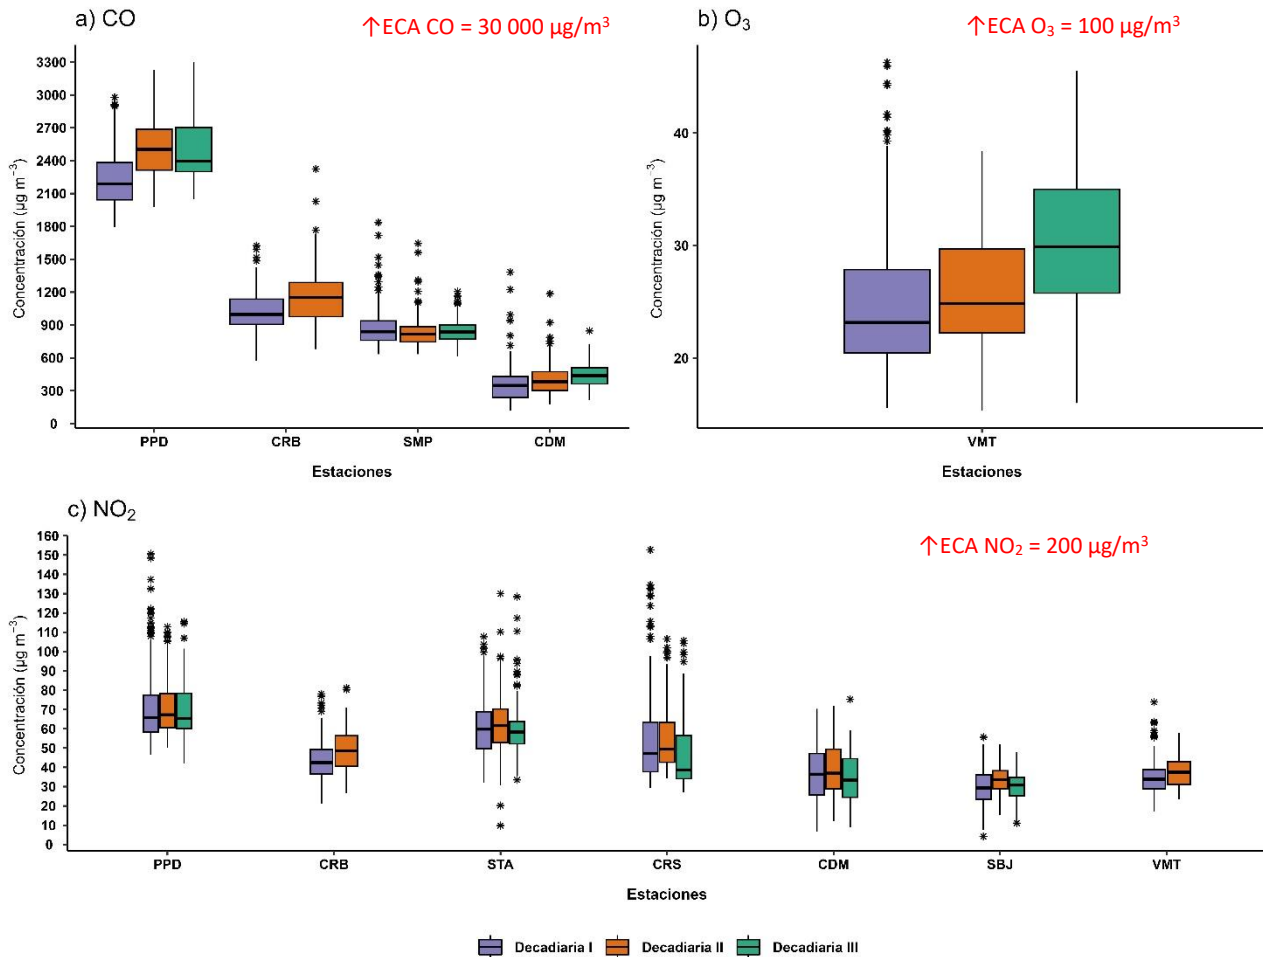 a) CO
↑ECA CO = 30 000 µg/m³
Concentración (µg m⁻³)
3300
3000
2700
2400
2100
1800
1500
1200
900
600
300
0
PPD CRB SMP CDM
Estaciones
b) O₃
↑ECA O₃ = 100 µg/m³
Concentración (µg m⁻³)
40
30
20
VMT
Estaciones
c) NO₂
↑ECA NO₂ = 200 µg/m³
Concentración (µg m⁻³)
160
150
140
130
120
110
100
90
80
70
60
50
40
30
20
10
0
PPD CRB STA CRS CDM SBJ VMT
Estaciones
Decadiaria I Decadiaria II Decadiaria III